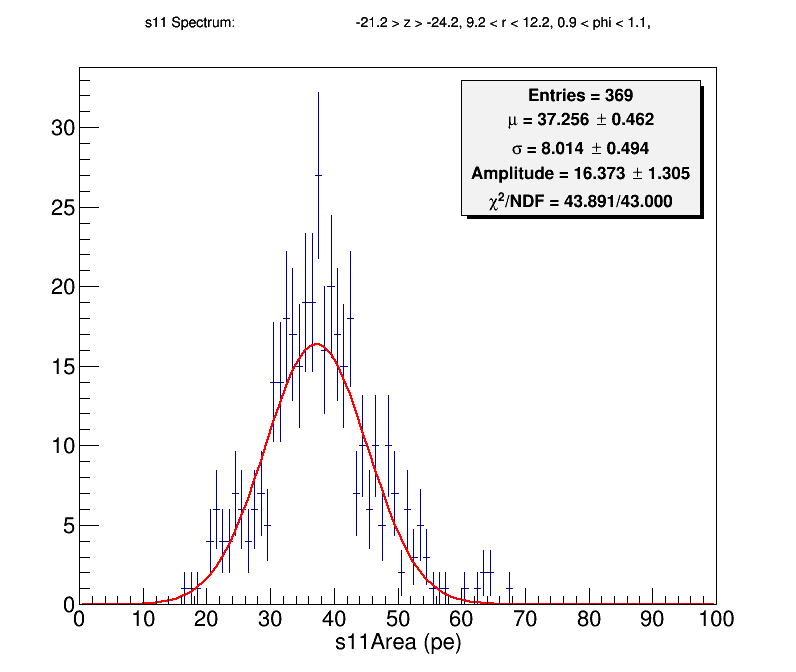 s11 Spectrum: -21.2 > z > -24.2, 9.2 < r < 12.2, 0.9 < phi < 1.1,
Entries = 369
μ = 37.256 ± 0.462
σ = 8.014 ± 0.494
Amplitude = 16.373 ± 1.305
χ²/NDF = 43.891/43.000
30
25
20
15
10
5
0
0 10 20 30 40 50 60 70 80 90 100
s11Area (pe)